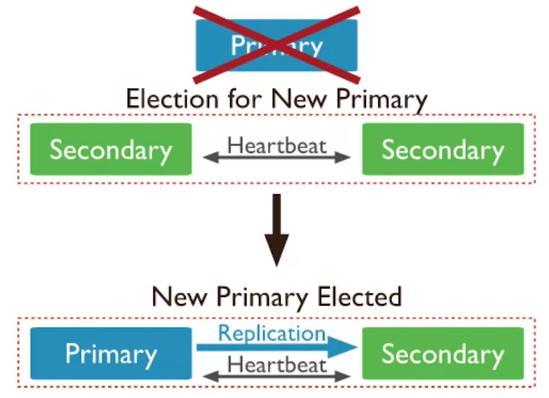 Primary
Election for New Primary
Secondary
Heartbeat
Secondary
New Primary Elected
Primary
Replication
Heartbeat
Secondary